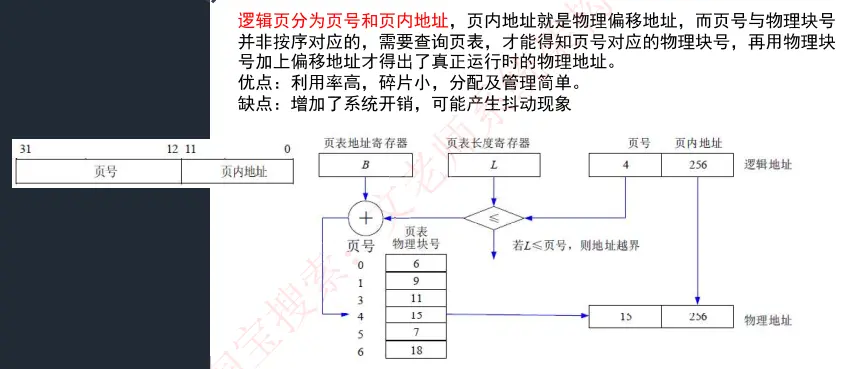 逻辑页分为页号和页内地址，页内地址就是物理偏移地址，而页号与物理块号
并非按序对应的，需要查询页表，才能得知页号对应的物理块号，再用物理块
号加上偏移地址才得出了真正运行时的物理地址。
优点：利用率高，碎片小，分配及管理简单。
缺点：增加了系统开销，可能产生抖动现象
31 12 11 0
页号 页内地址
页表地址寄存器 页表长度寄存器 页号 页内地址
B L 4 256 逻辑地址
+ ≤
页号 页表
物理块号 若L≤页号，则地址越界
0 6
1 9
3 11
4 15 15 256 物理地址
5 7
6 18